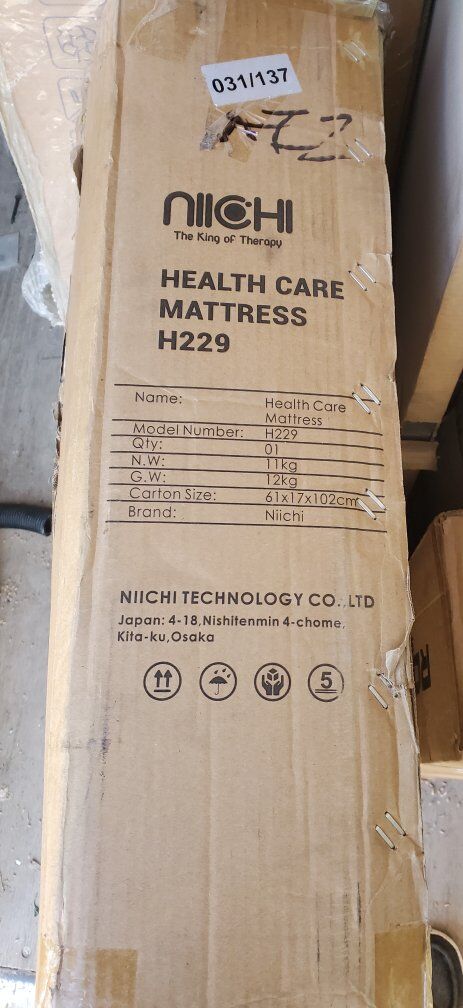 031/137
NIICHI
The King of Therapy
HEALTH CARE
MATTRESS
H229
Name: Health Care
Mattress
Model Number: H229
Qty: 01
N.W: 11kg
G.W: 12kg
Carton Size: 61x17x102cm
Brand: Niichi
NIICHI TECHNOLOGY CO.,LTD
Japan: 4-18,Nishitenmin 4-chome,
Kita-ku,Osaka
5